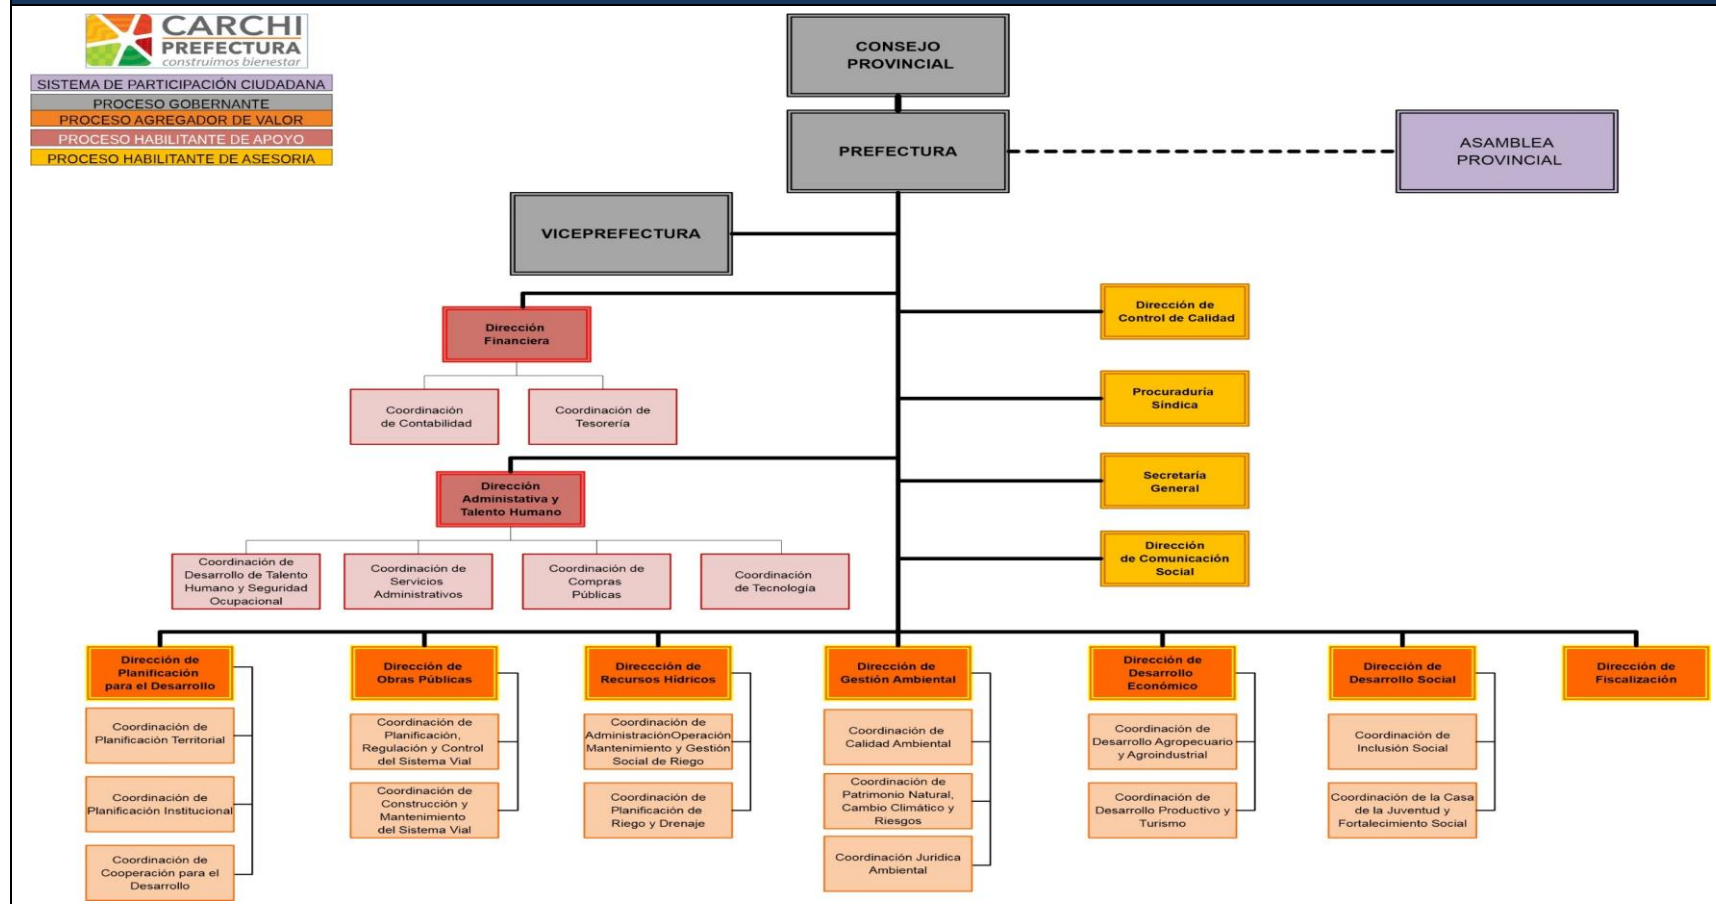 CARCHI
PREFECTURA
construimos bienestar
SISTEMA DE PARTICIPACIÓN CIUDADANA
PROCESO GOBERNANTE
PROCESO AGREGADOR DE VALOR
PROCESO HABILITANTE DE APOYO
PROCESO HABILITANTE DE ASESORIA
CONSEJO
PROVINCIAL
PREFECTURA
ASAMBLEA
PROVINCIAL
VICEPREFECTURA
Dirección
Financiera
Coordinación
de Contabilidad
Coordinación de
Tesorería
Dirección de
Control de Calidad
Procuraduría
Síndica
Secretaría
General
Dirección
de Comunicación
Social
Dirección
Administativa y
Talento Humano
Coordinación de
Desarrollo de Talento
Humano y Seguridad
Ocupacional
Coordinación de
Servicios
Administrativos
Coordinación de
Compras
Públicas
Coordinación
de Tecnología
Dirección de
Planificación
para el Desarrollo
Coordinación de
Planificación Territorial
Coordinación de
Planificación Institucional
Coordinación de
Cooperación para el
Desarrollo
Dirección de
Obras Públicas
Coordinación de
Planificación,
Regulación y Control
del Sistema Vial
Coordinación de
Construcción y
Mantenimiento
del Sistema Vial
Direccción de
Recursos Hídricos
Coordinación de
AdministraciónOperación
Mantenimiento y Gestión
Social de Riego
Coordinación de
Planificación de
Riego y Drenaje
Dirección de
Gestión Ambiental
Coordinación de
Calidad Ambiental
Coordinación de
Patrimonio Natural,
Cambio Climático y
Riesgos
Coordinación Jurídica
Ambiental
Dirección de
Desarrollo
Económico
Coordinación de
Desarrollo Agropecuario
y Agroindustrial
Coordinación de
Desarrollo Productivo y
Turismo
Dirección de
Desarrollo Social
Coordinación de
Inclusión Social
Coordinación de la Casa
de la Juventud y
Fortalecimiento Social
Dirección de
Fiscalización